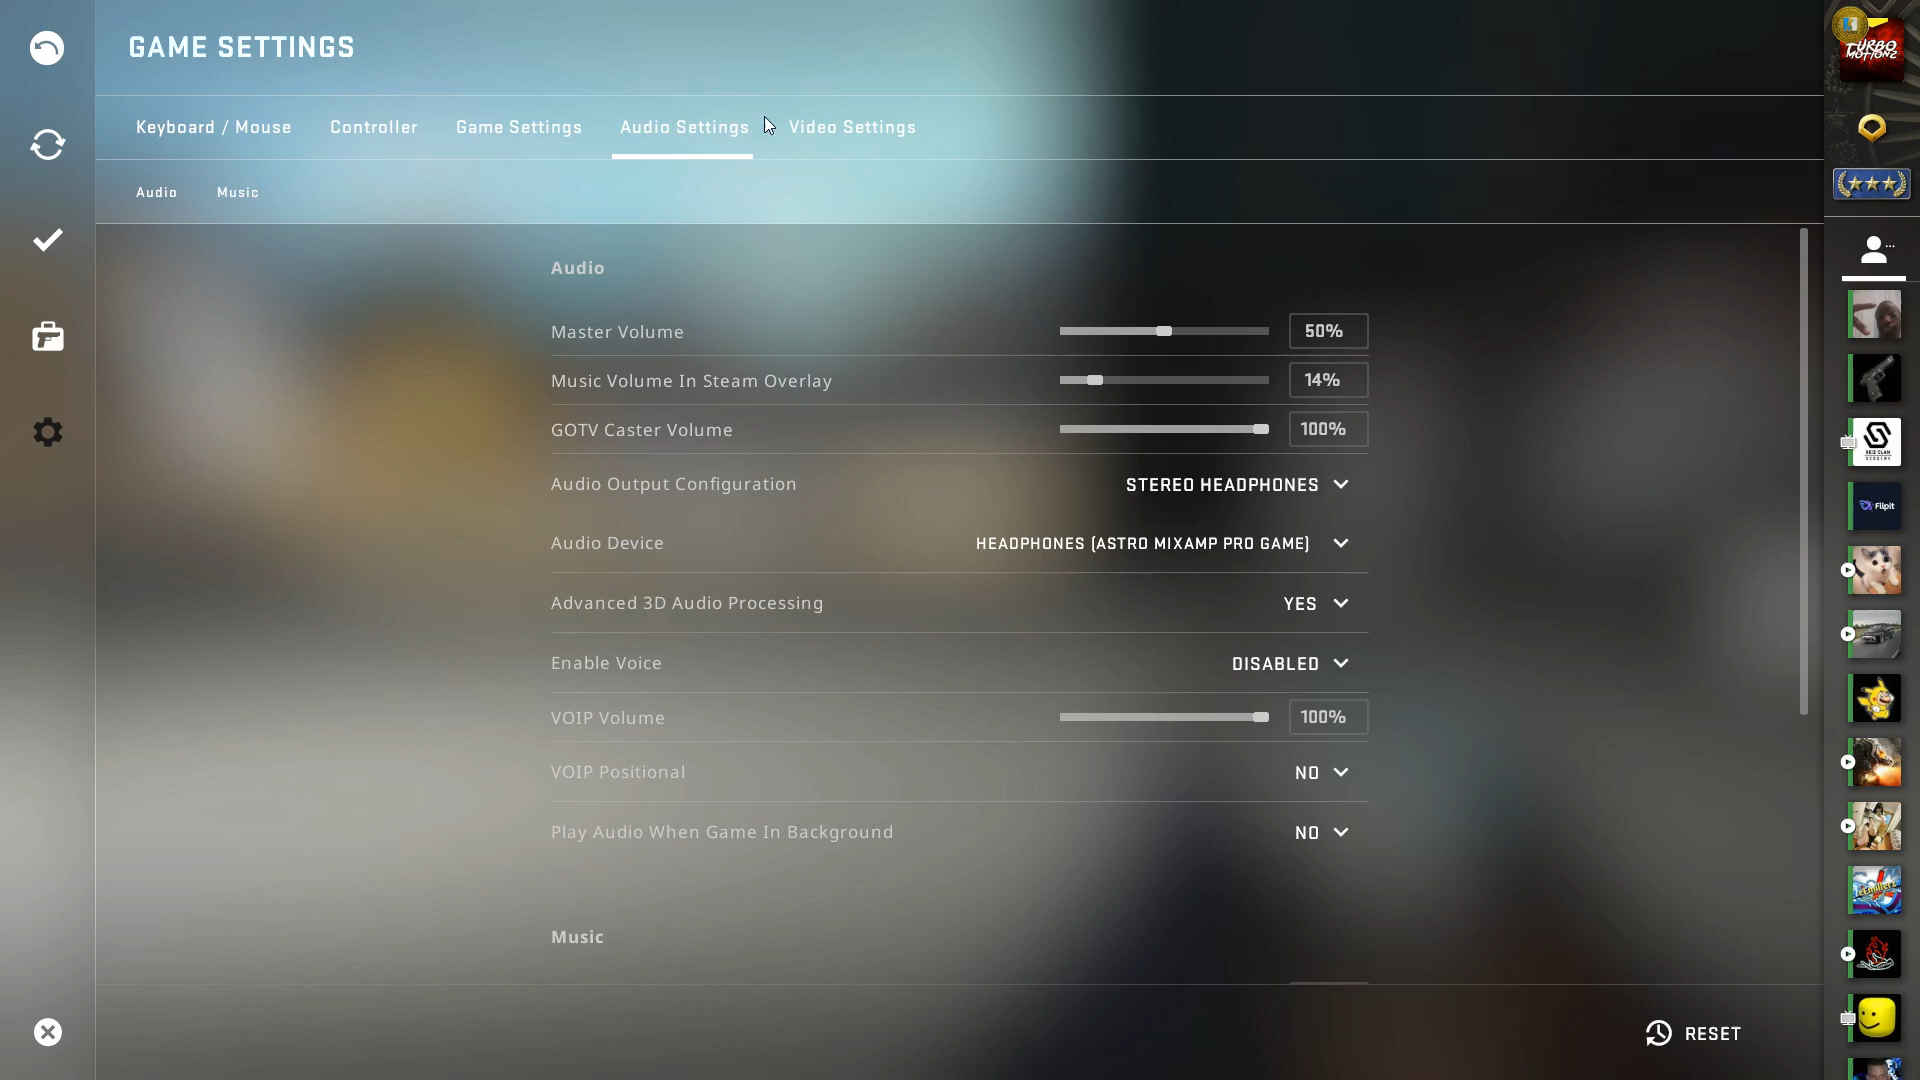 GAME SETTINGS
TURBO
MOTIONZ
Keyboard / Mouse Controller Game Settings Audio Settings Video Settings
Audio Music
Audio
Master Volume 50%
Music Volume In Steam Overlay 14%
GOTV Caster Volume 100%
Audio Output Configuration STEREO HEADPHONES
Audio Device HEADPHONES (ASTRO MIXAMP PRO GAME)
Advanced 3D Audio Processing YES
Enable Voice DISABLED
VOIP Volume 100%
VOIP Positional NO
Play Audio When Game In Background NO
Music
RESET
...
Flipit